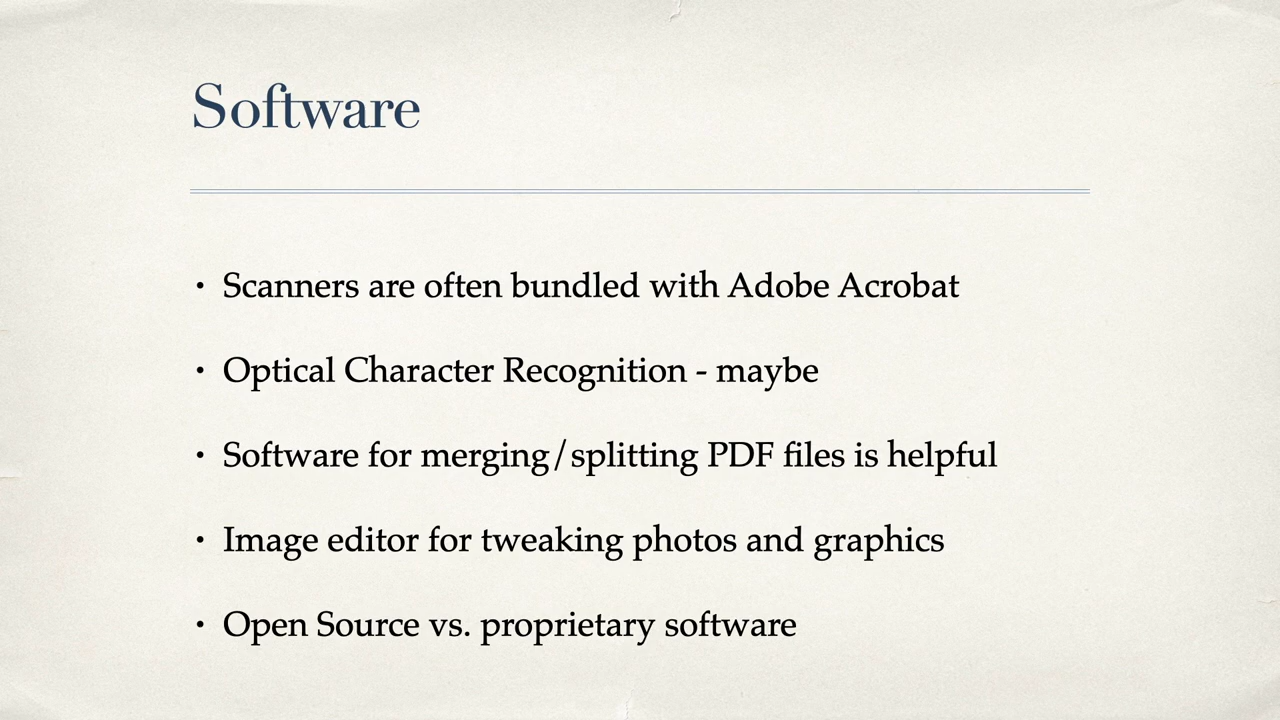 Software
• Scanners are often bundled with Adobe Acrobat
• Optical Character Recognition - maybe
• Software for merging/splitting PDF files is helpful
• Image editor for tweaking photos and graphics
• Open Source vs. proprietary software